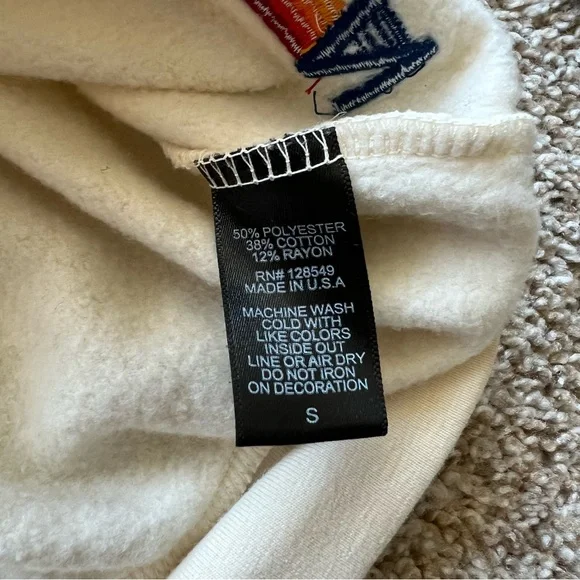 50% POLYESTER
38% COTTON
12% RAYON
RN# 128549
MADE IN U.S.A
MACHINE WASH
COLD WITH
LIKE COLORS
INSIDE OUT
LINE OR AIR DRY
DO NOT IRON
ON DECORATION
S